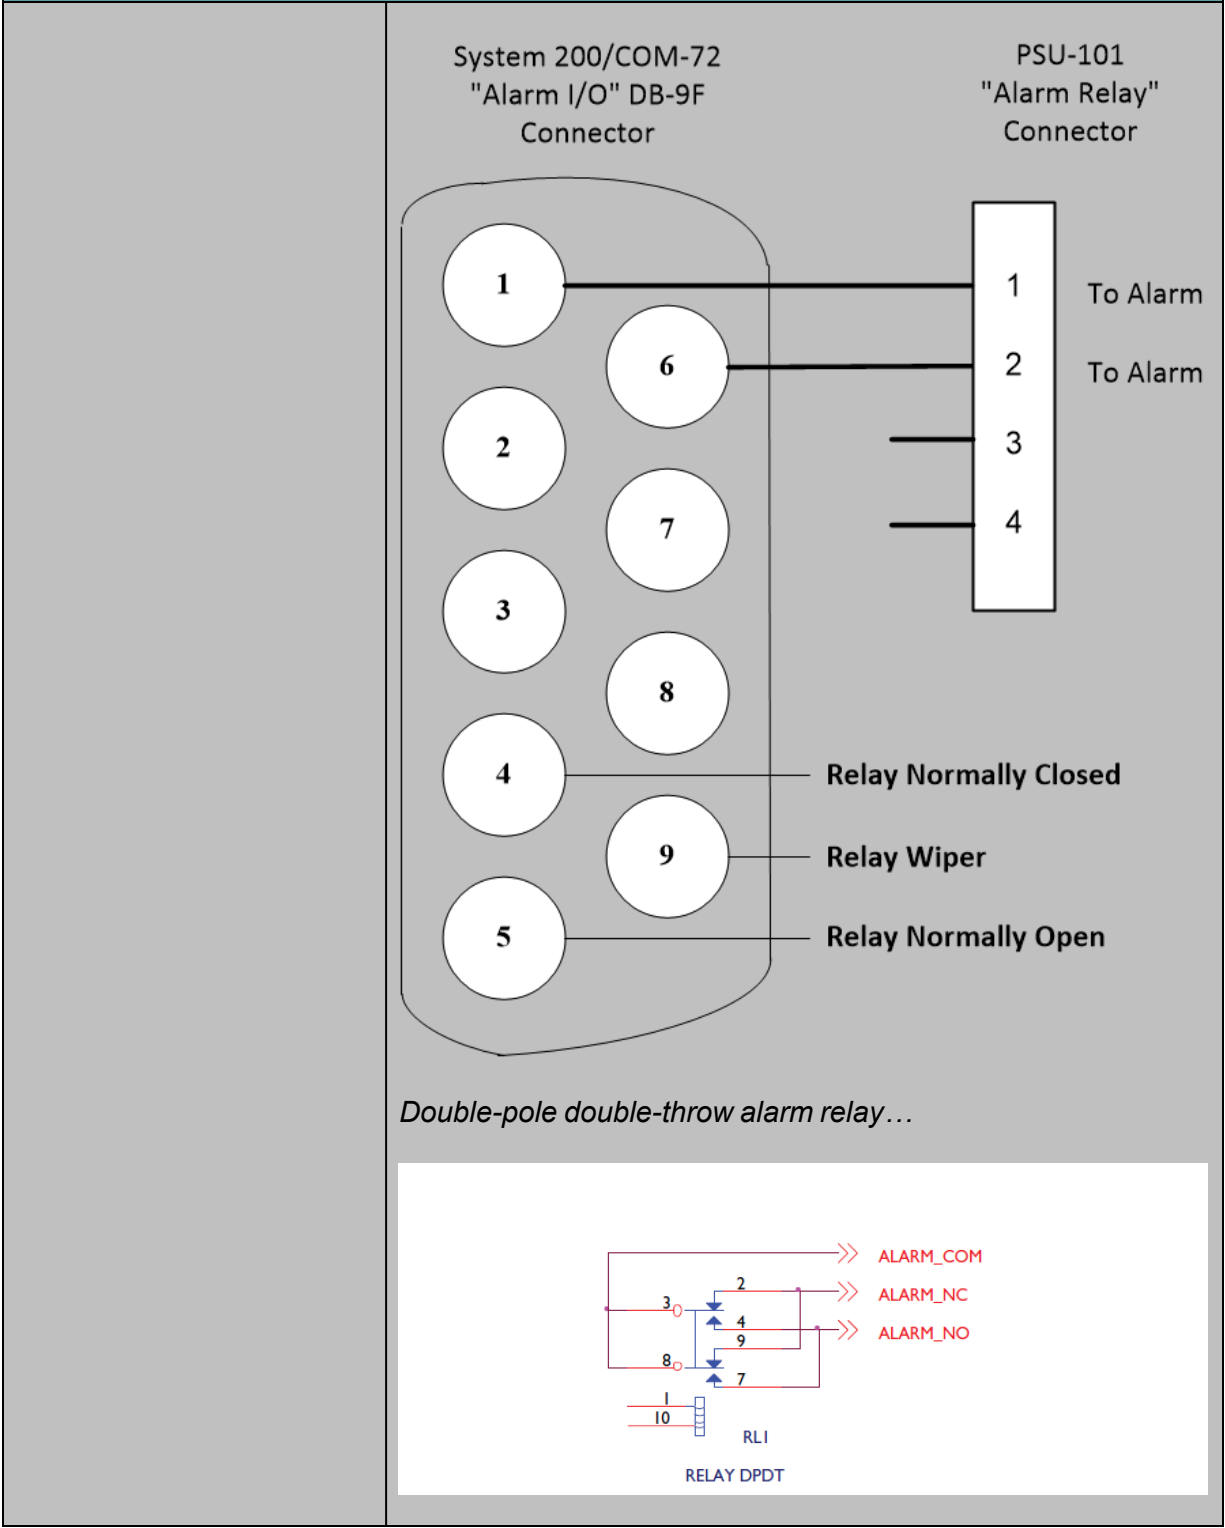 System 200/COM-72
"Alarm I/O" DB-9F
Connector
PSU-101
"Alarm Relay"
Connector
1
1
To Alarm
6
2
To Alarm
2
3
7
4
3
8
4
Relay Normally Closed
9
Relay Wiper
5
Relay Normally Open
Double-pole double-throw alarm relay…
ALARM_COM
2
ALARM_NC
3
4
ALARM_NO
9
8
7
1
10
RL1
RELAY DPDT